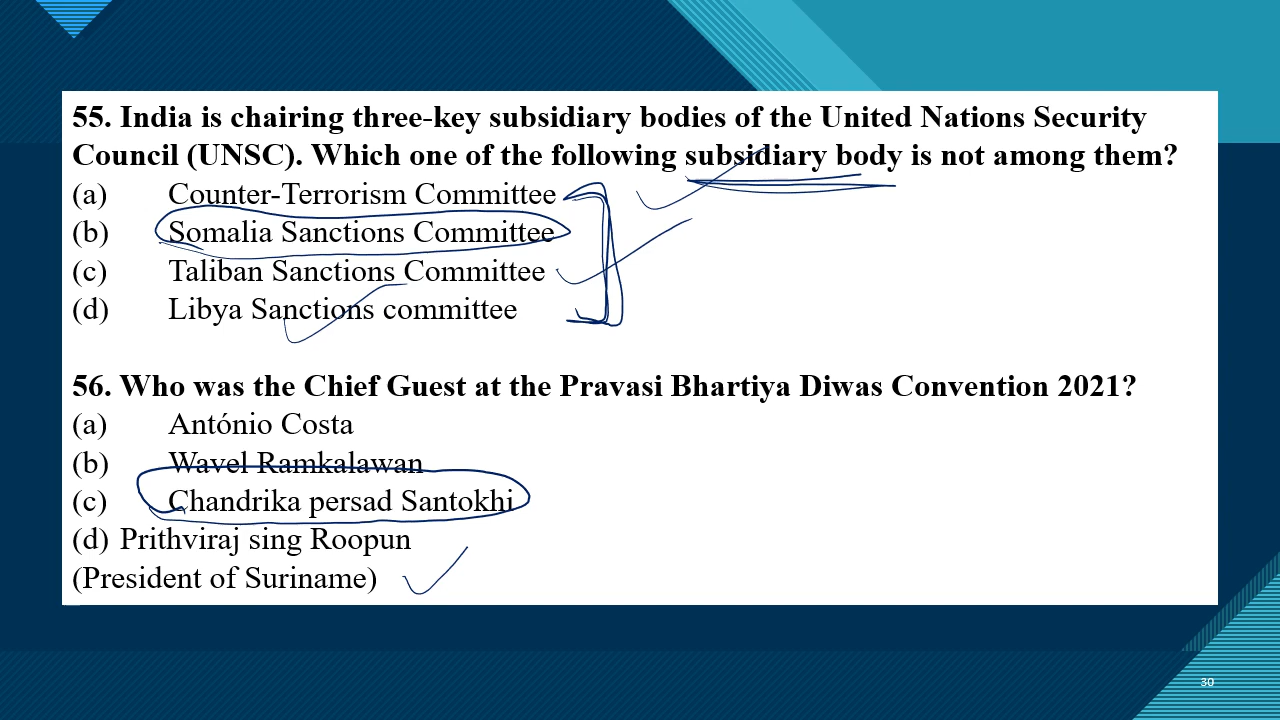 55. India is chairing three-key subsidiary bodies of the United Nations Security
Council (UNSC). Which one of the following subsidiary body is not among them?
(a) Counter-Terrorism Committee
(b) Somalia Sanctions Committee
(c) Taliban Sanctions Committee
(d) Libya Sanctions committee
56. Who was the Chief Guest at the Pravasi Bhartiya Diwas Convention 2021?
(a) António Costa
(b) Wavel Ramkalawan
(c) Chandrika persad Santokhi
(d) Prithviraj sing Roopun
(President of Suriname)
30